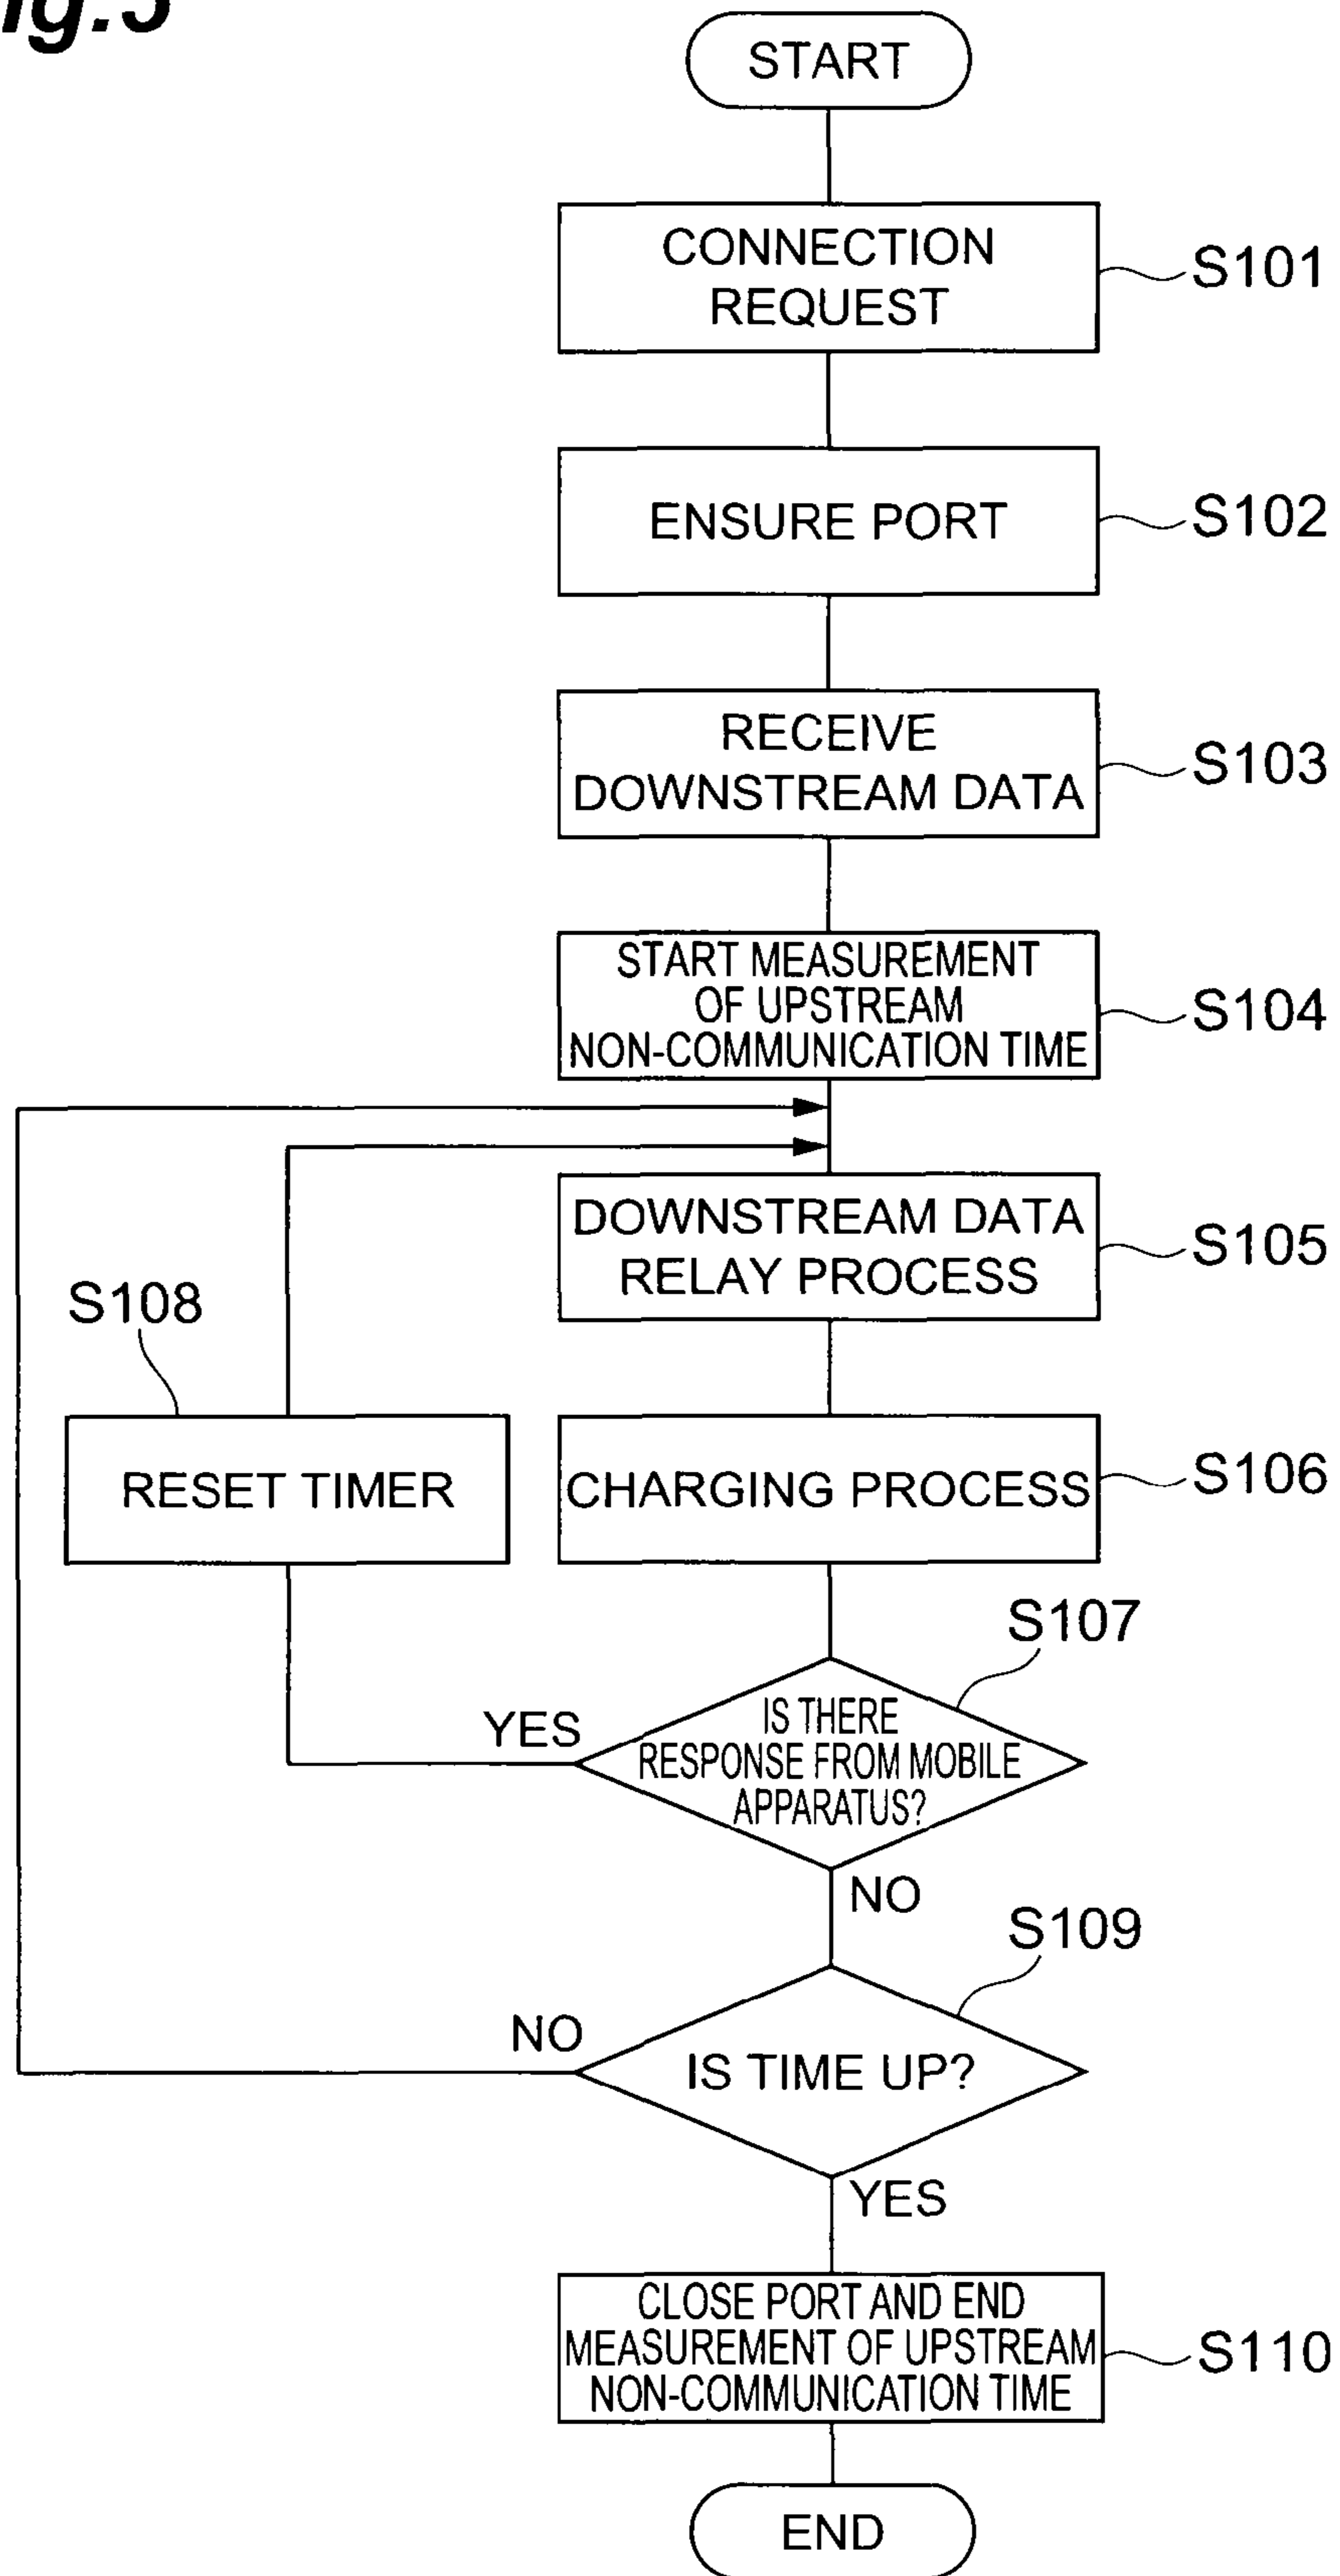 ig.5
START
CONNECTION
REQUEST
S101
ENSURE PORT
S102
RECEIVE
DOWNSTREAM DATA
S103
START MEASUREMENT
OF UPSTREAM
NON-COMMUNICATION TIME
S104
DOWNSTREAM DATA
RELAY PROCESS
S105
S108
RESET TIMER
CHARGING PROCESS
S106
S107
YES
IS THERE
RESPONSE FROM MOBILE
APPARATUS?
NO
S109
NO
IS TIME UP?
YES
CLOSE PORT AND END
MEASUREMENT OF UPSTREAM
NON-COMMUNICATION TIME
S110
END